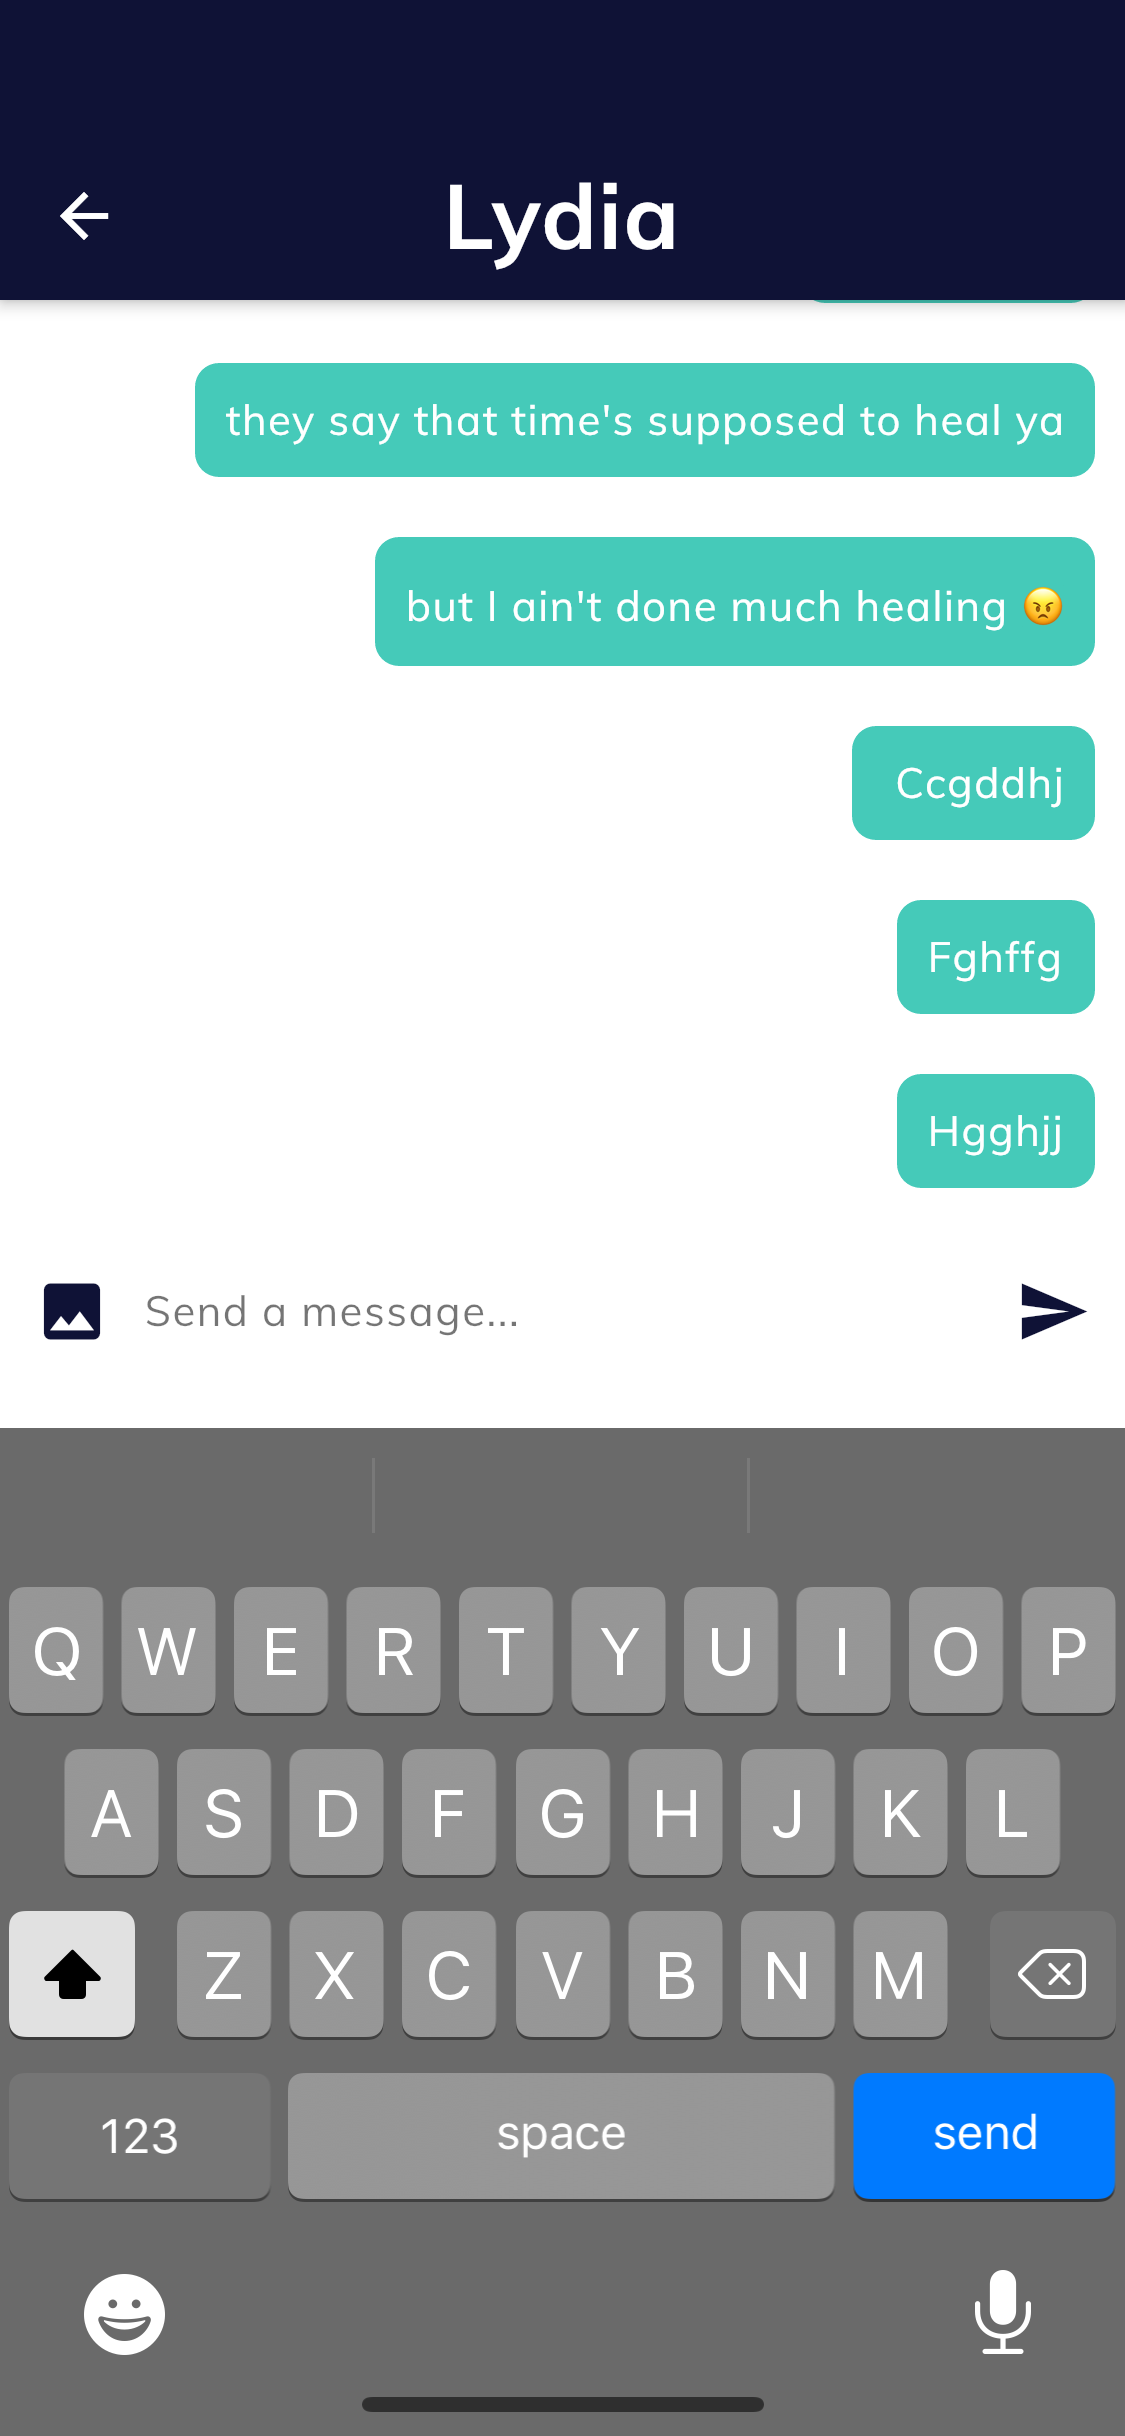 Lydia
they say that time's supposed to heal ya
but I ain't done much healing 😠
Ccgddhj
Fghffg
Hgghjj
Send a message...
Q W E R T Y U I O P
A S D F G H J K L
Z X C V B N M
123 space send